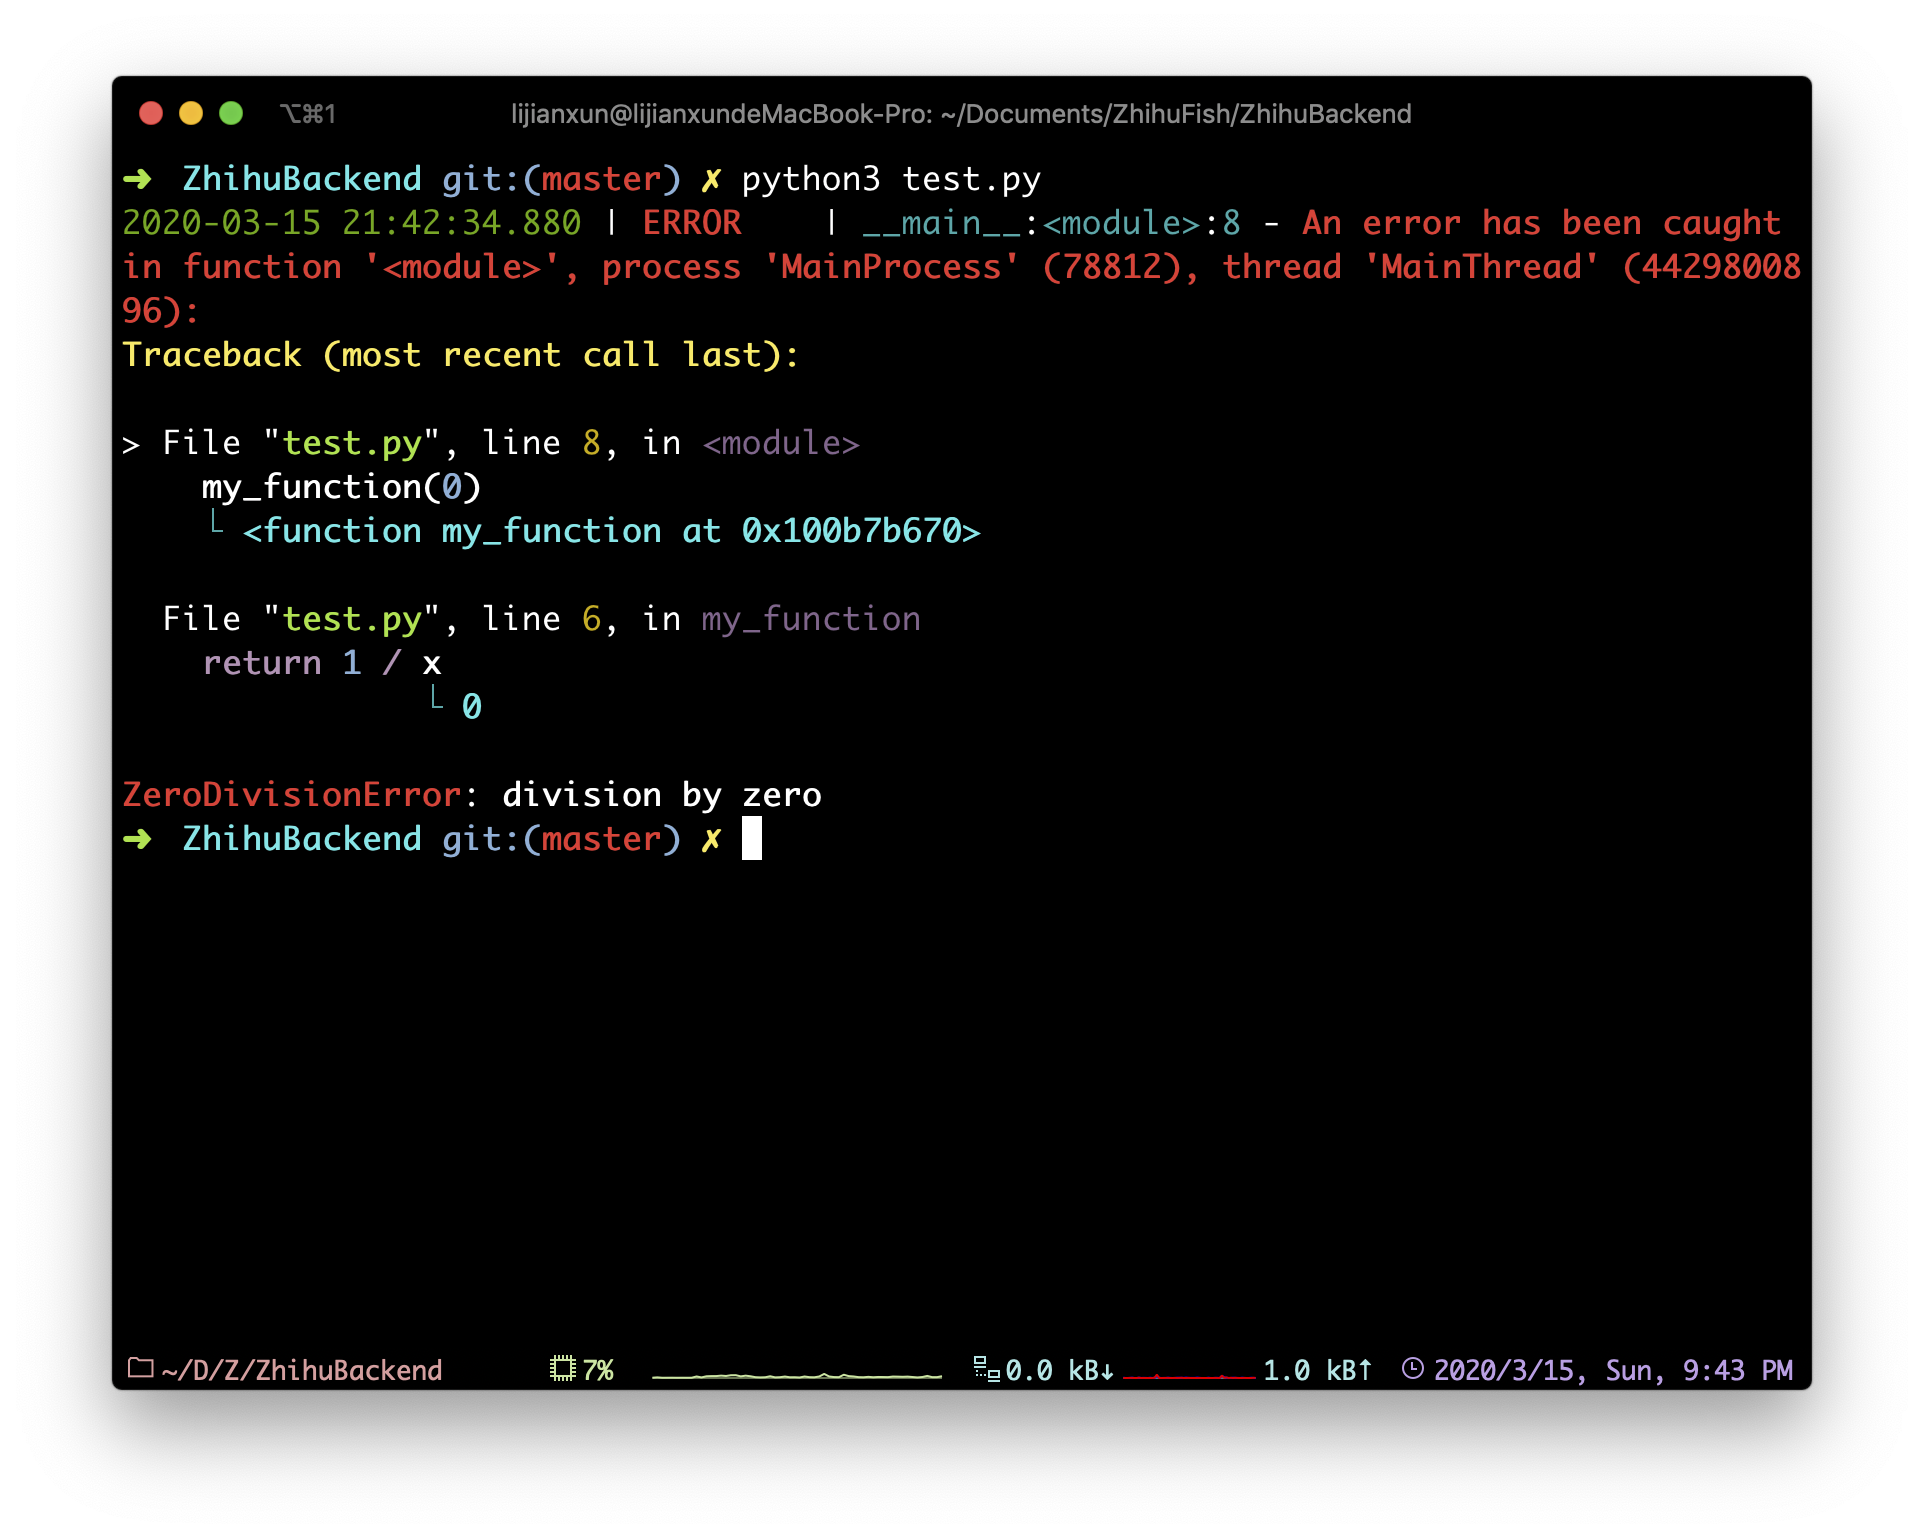 ⌥⌘1 lijianxun@lijianxundeMacBook-Pro: ~/Documents/ZhihuFish/ZhihuBackend
➜  ZhihuBackend git:(master) ✗ python3 test.py
2020-03-15 21:42:34.880 | ERROR    | __main__:<module>:8 - An error has been caught
in function '<module>', process 'MainProcess' (78812), thread 'MainThread' (44298008
96):
Traceback (most recent call last):
> File "test.py", line 8, in <module>
    my_function(0)
    └ <function my_function at 0x100b7b670>
  File "test.py", line 6, in my_function
    return 1 / x
               └ 0
ZeroDivisionError: division by zero
➜  ZhihuBackend git:(master) ✗
~/D/Z/ZhihuBackend 7% 0.0 kB↓ 1.0 kB↑ 2020/3/15, Sun, 9:43 PM